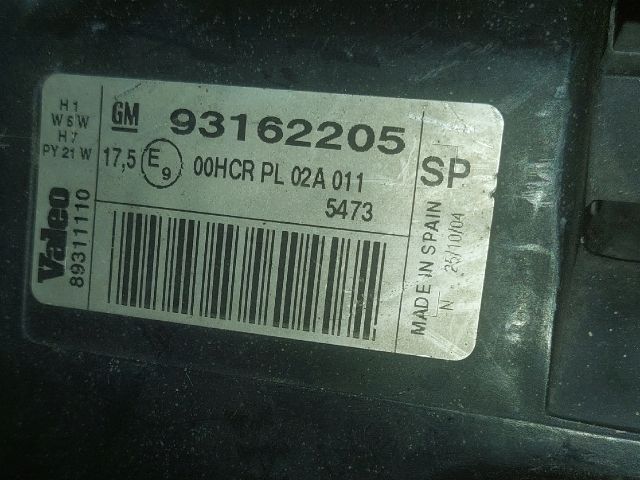 H1
W5W
H7
PY21W
Valeo
89311110
GM 93162205
17,5 E9 00HCR PL 02A 011
5473
SP
MADE IN SPAIN
N 25/10/04